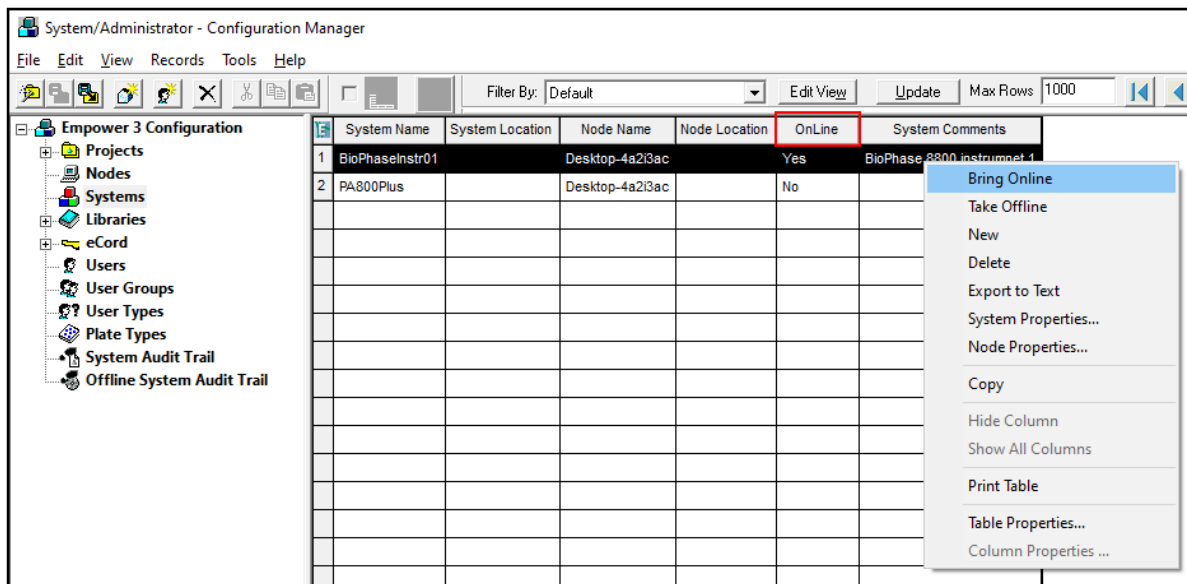 System/Administrator - Configuration Manager
File Edit View Records Tools Help
Filter By: Default Edit View Update Max Rows 1000
Empower 3 Configuration
Projects
Nodes
Systems
Libraries
eCord
Users
User Groups
User Types
Plate Types
System Audit Trail
Offline System Audit Trail
System Name System Location Node Name Node Location OnLine System Comments
1 BioPhaseInstr01 Desktop-4a2i3ac Yes BioPhase 8800 instrumnet 1
2 PA800Plus Desktop-4a2i3ac No
Bring Online
Take Offline
New
Delete
Export to Text
System Properties...
Node Properties...
Copy
Hide Column
Show All Columns
Print Table
Table Properties...
Column Properties ...